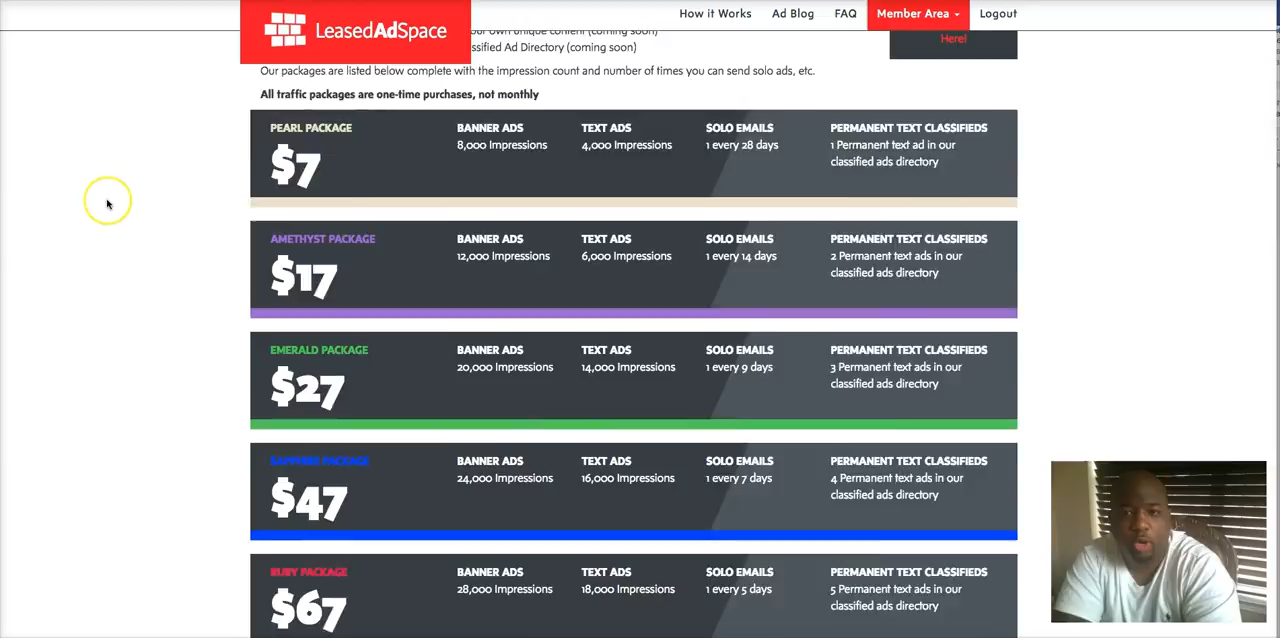 LeasedAdSpace
How it Works
Ad Blog
FAQ
Member Area
Logout
your own unique content (coming soon)
ssified Ad Directory (coming soon)
Here!
Our packages are listed below complete with the impression count and number of times you can send solo ads, etc.
All traffic packages are one-time purchases, not monthly
PEARL PACKAGE
$7
BANNER ADS
8,000 Impressions
TEXT ADS
4,000 Impressions
SOLO EMAILS
1 every 28 days
PERMANENT TEXT CLASSIFIEDS
1 Permanent text ad in our
classified ads directory
AMETHYST PACKAGE
$17
BANNER ADS
12,000 Impressions
TEXT ADS
6,000 Impressions
SOLO EMAILS
1 every 14 days
PERMANENT TEXT CLASSIFIEDS
2 Permanent text ads in our
classified ads directory
EMERALD PACKAGE
$27
BANNER ADS
20,000 Impressions
TEXT ADS
14,000 Impressions
SOLO EMAILS
1 every 9 days
PERMANENT TEXT CLASSIFIEDS
3 Permanent text ads in our
classified ads directory
SAPPHIRE PACKAGE
$47
BANNER ADS
24,000 Impressions
TEXT ADS
16,000 Impressions
SOLO EMAILS
1 every 7 days
PERMANENT TEXT CLASSIFIEDS
4 Permanent text ads in our
classified ads directory
RUBY PACKAGE
$67
BANNER ADS
28,000 Impressions
TEXT ADS
18,000 Impressions
SOLO EMAILS
1 every 5 days
PERMANENT TEXT CLASSIFIEDS
5 Permanent text ads in our
classified ads directory